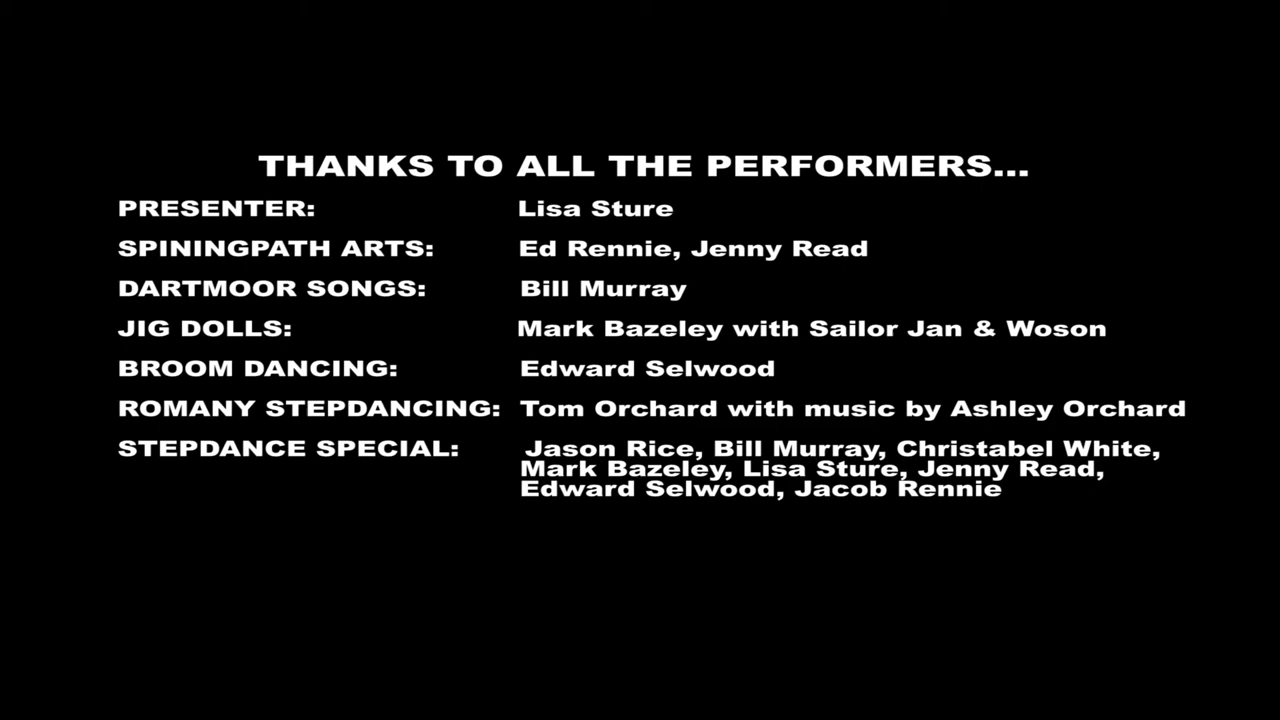 THANKS TO ALL THE PERFORMERS...
PRESENTER: Lisa Sture
SPININGPATH ARTS: Ed Rennie, Jenny Read
DARTMOOR SONGS: Bill Murray
JIG DOLLS: Mark Bazeley with Sailor Jan & Woson
BROOM DANCING: Edward Selwood
ROMANY STEPDANCING: Tom Orchard with music by Ashley Orchard
STEPDANCE SPECIAL: Jason Rice, Bill Murray, Christabel White,
Mark Bazeley, Lisa Sture, Jenny Read,
Edward Selwood, Jacob Rennie